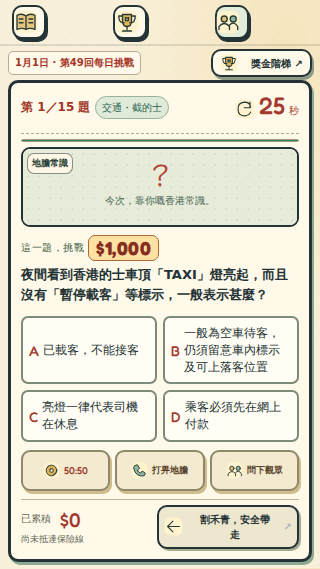 1月1日・第49回每日挑戰
獎金階梯 ↗
第 1／15 題
交通・截的士
25 秒
地膽常識
?
今次，靠你嘅香港常識。
這一題，挑戰 $1,000
夜間看到香港的士車頂「TAXI」燈亮起，而且
沒有「暫停載客」等標示，一般表示甚麼？
A 已載客，不能接客
B 一般為空車待客，
仍須留意車內標示
及可上落客位置
C 亮燈一律代表司機
在休息
D 乘客必須先在網上
付款
50:50
打畀地膽
問下觀眾
已累積 $0
尚未抵達保險線
← 割禾青，安全帶
走 ↗